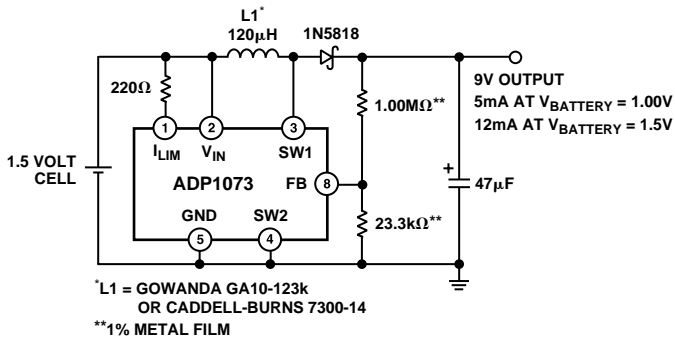 L1*
120μH
1N5818
220Ω
1.00MΩ**
9V OUTPUT
5mA AT VBATTERY = 1.00V
12mA AT VBATTERY = 1.5V
1
2
3
ILIM
VIN
SW1
1.5 VOLT
CELL
ADP1073
FB
8
+
47μF
GND
SW2
23.3kΩ**
5
4
*L1 = GOWANDA GA10-123k
OR CADDELL-BURNS 7300-14
**1% METAL FILM